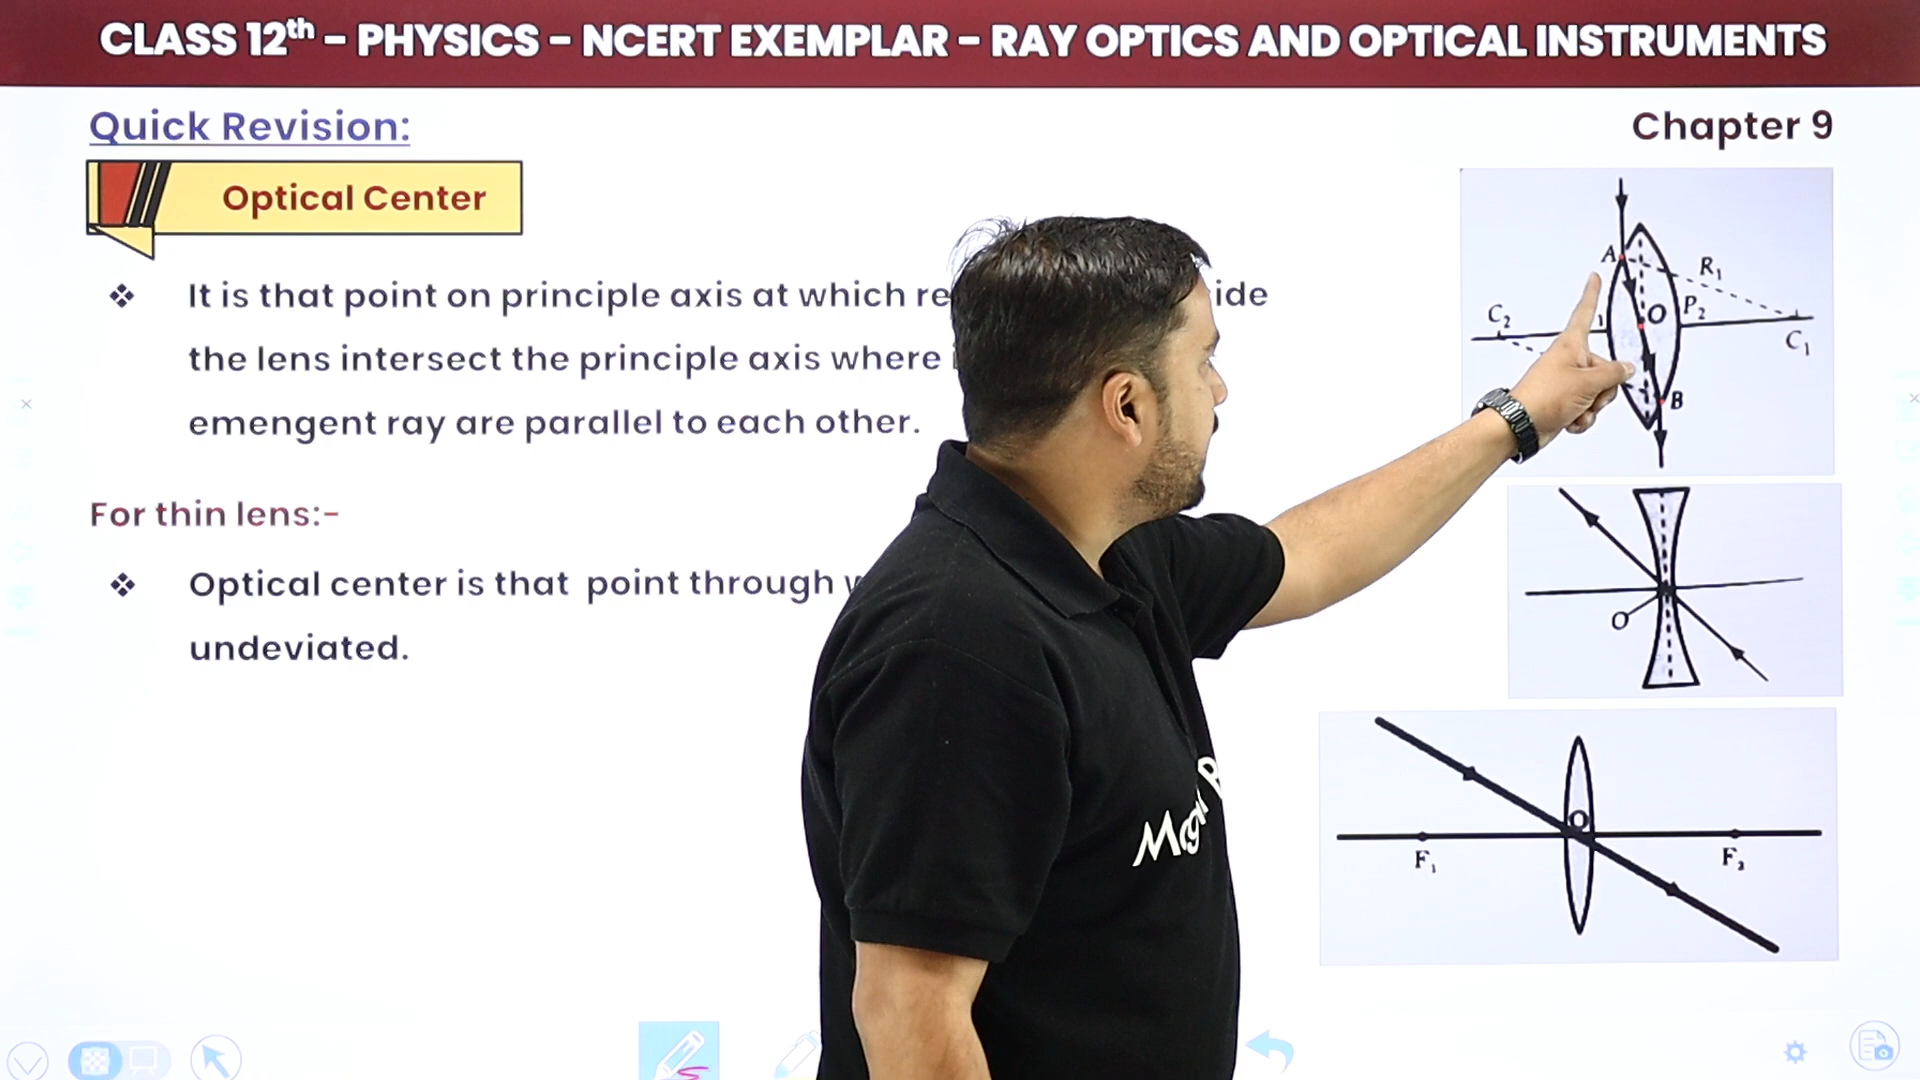 CLASS 12th - PHYSICS - NCERT EXEMPLAR - RAY OPTICS AND OPTICAL INSTRUMENTS
Quick Revision:
Chapter 9
Optical Center
It is that point on principle axis at which
the lens intersect the principle axis where
emengent ray are parallel to each other.
For thin lens:-
Optical center is that point through
undeviated.
A
R1
C2
O
P2
C1
B
O
O
F1
F2